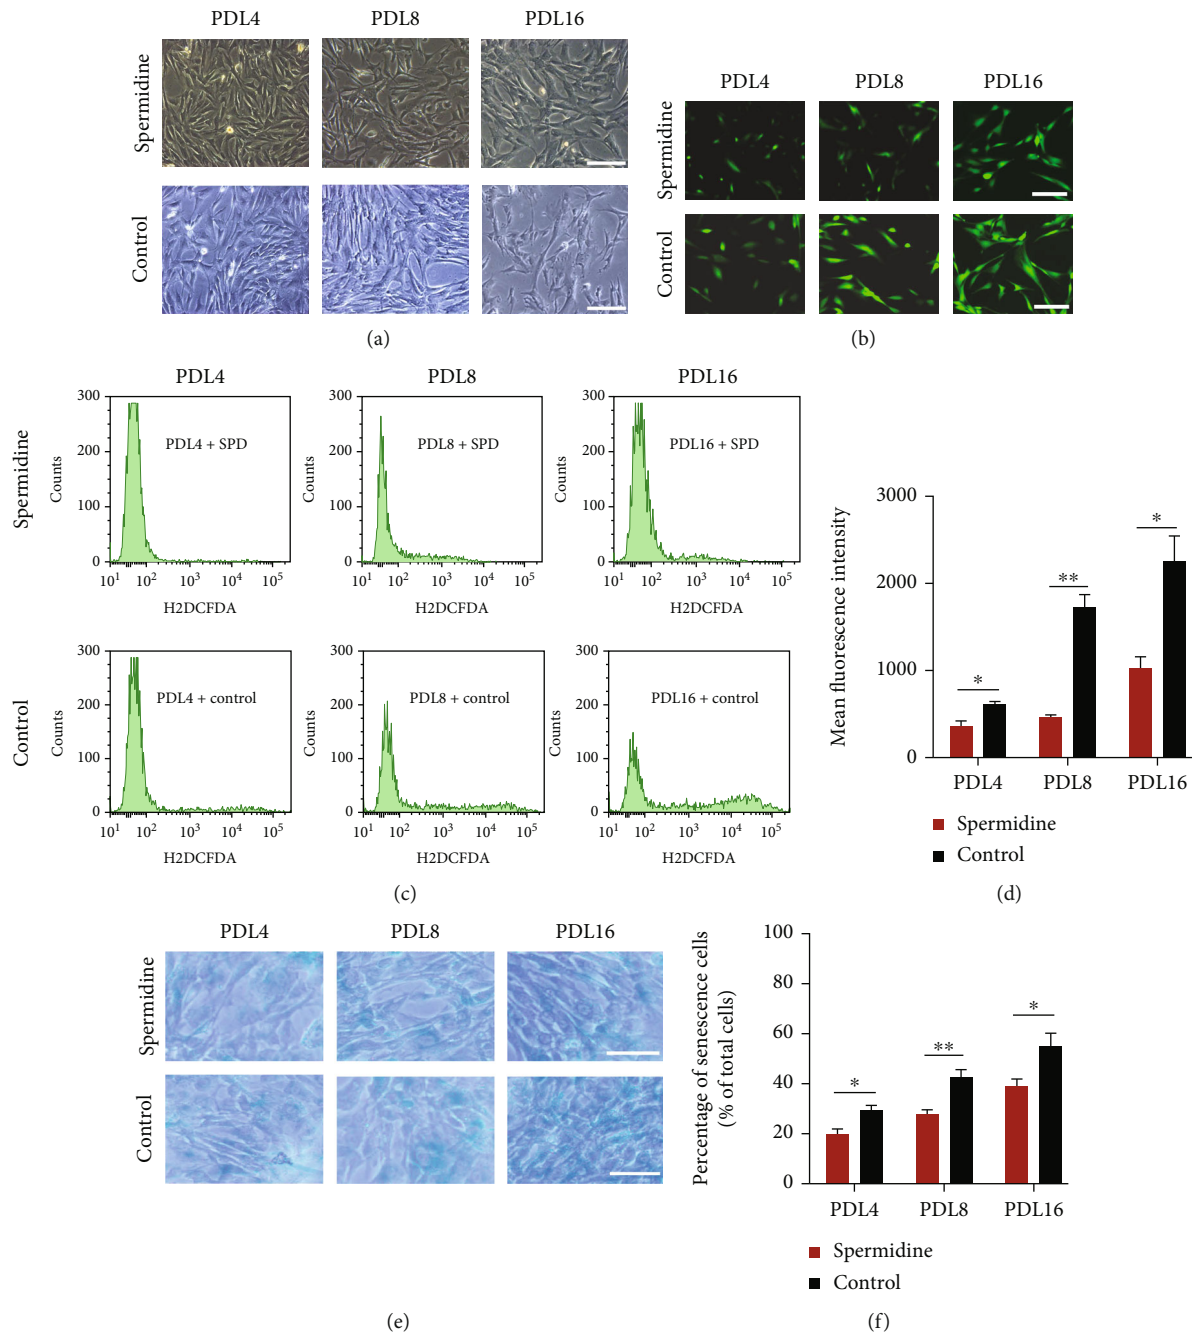 PDL4 PDL8 PDL16
Spermidine
Control
(a)
PDL4 PDL8 PDL16
Spermidine
Control
(b)
PDL4 PDL8 PDL16
Spermidine
300
200
100
0
Counts
PDL4 + SPD
10¹ 10² 10³ 10⁴ 10⁵
H2DCFDA
300
200
100
0
Counts
PDL8 + SPD
10¹ 10² 10³ 10⁴ 10⁵
H2DCFDA
300
200
100
0
Counts
PDL16 + SPD
10¹ 10² 10³ 10⁴ 10⁵
H2DCFDA
Control
300
200
100
0
Counts
PDL4 + control
10¹ 10² 10³ 10⁴ 10⁵
H2DCFDA
300
200
100
0
Counts
PDL8 + control
10¹ 10² 10³ 10⁴ 10⁵
H2DCFDA
300
200
100
0
Counts
PDL16 + control
10¹ 10² 10³ 10⁴ 10⁵
H2DCFDA
(c)
Mean fluorescence intensity
3000
2000
1000
0
* ** *
PDL4 PDL8 PDL16
Spermidine
Control
(d)
PDL4 PDL8 PDL16
Spermidine
Control
(e)
Percentage of senescence cells
(% of total cells)
100
80
60
40
20
0
* ** *
PDL4 PDL8 PDL16
Spermidine
Control
(f)